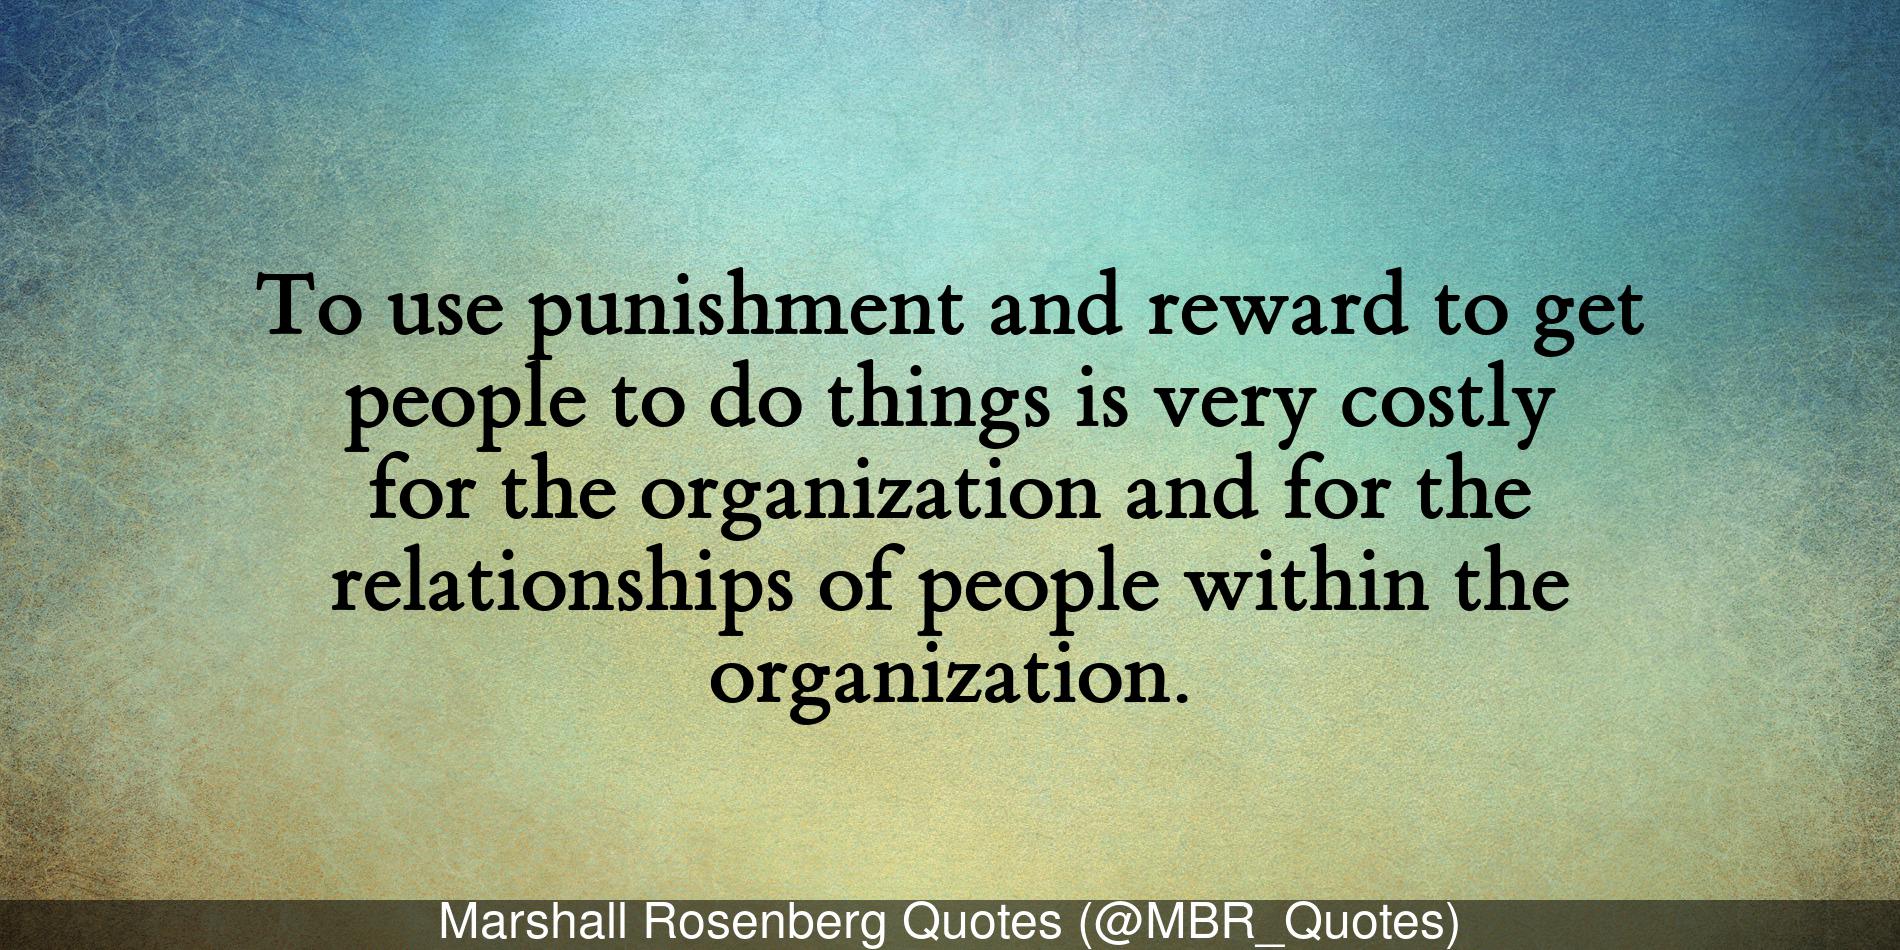 To use punishment and reward to get
people to do things is very costly
for the organization and for the
relationships of people within the
organization.
Marshall Rosenberg Quotes (@MBR_Quotes)